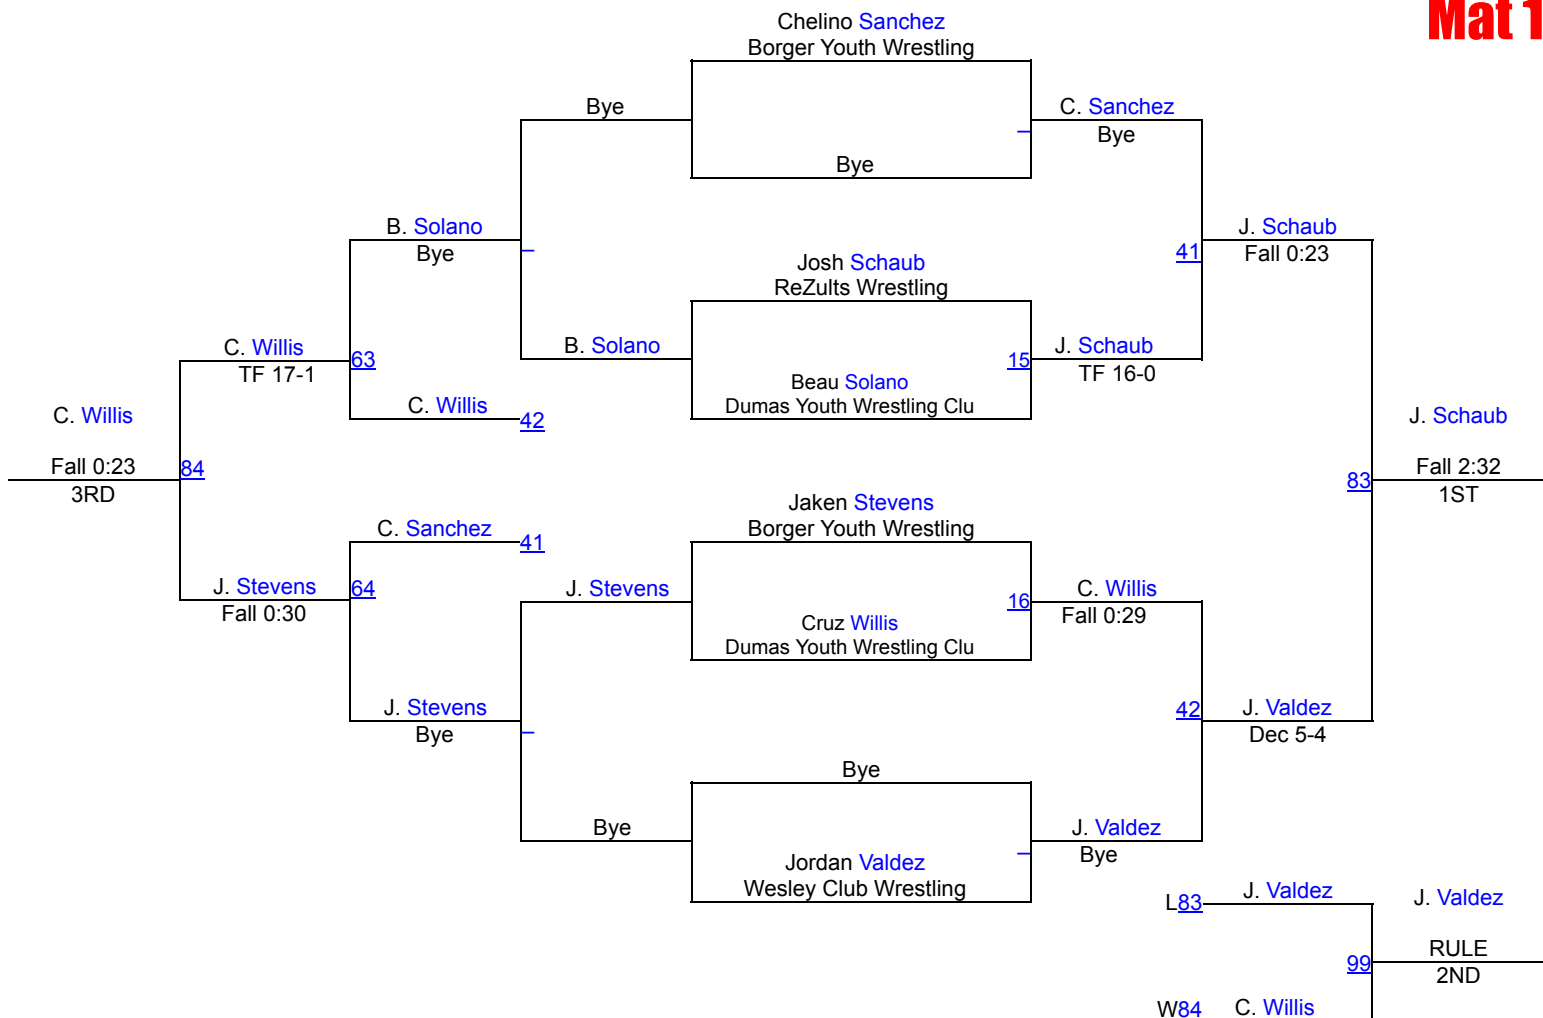 Mat 1
Chelino Sanchez
Borger Youth Wrestling
Bye
C. Sanchez
Bye
Bye
B. Solano
Bye
J. Schaub
Fall 0:23
41
Josh Schaub
ReZults Wrestling
C. Willis
TF 17-1
63
B. Solano
15
J. Schaub
TF 16-0
Beau Solano
Dumas Youth Wrestling Clu
C. Willis
42
C. Willis
Fall 0:23
3RD
84
J. Schaub
Fall 2:32
1ST
83
Jaken Stevens
Borger Youth Wrestling
C. Sanchez
41
J. Stevens
Fall 0:30
64
J. Stevens
16
C. Willis
Fall 0:29
Cruz Willis
Dumas Youth Wrestling Clu
J. Stevens
Bye
42
J. Valdez
Dec 5-4
Bye
Bye
J. Valdez
Bye
Jordan Valdez
Wesley Club Wrestling
L83
J. Valdez
J. Valdez
RULE
2ND
99
W84
C. Willis